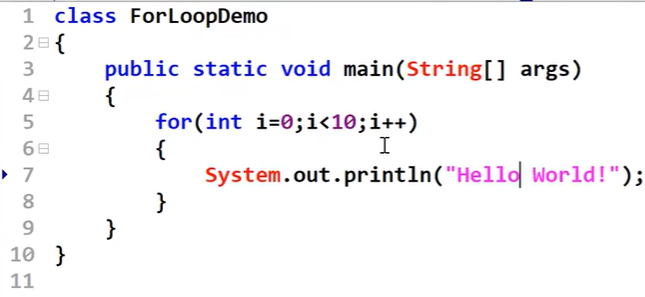 1 class ForLoopDemo
2 {
3 public static void main(String[] args)
4 {
5 for(int i=0;i<10;i++)
6 {
7 System.out.println("Hello World!");
8 }
9 }
10 }
11